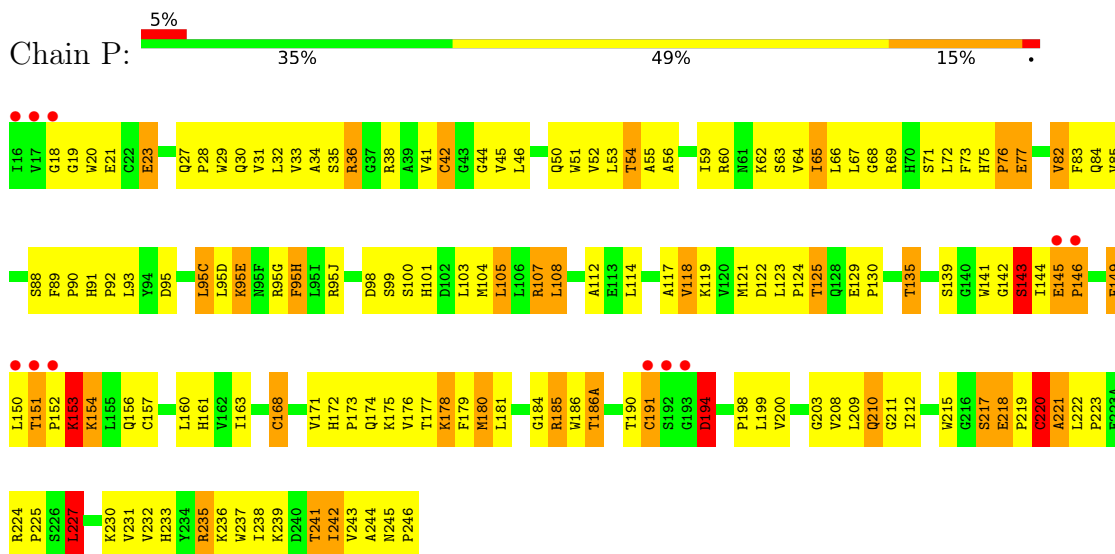 5%
Chain P:
35% 49% 15% •
I16 V17 G18 G19 W20 E21 C22 E23 Q27 P28 W29 Q30 V31 L32 V33 A34 S35 R36 G37 R38 A39 V41 C42 G43 G44 V45 L46 Q50 W51 V52 L53 T54 A55 A56 I59 R60 N61 K62 S63 V64 I65 L66 L67 G68 R69 H70 S71 L72 F73 H75 P76 E77 V82 F83 Q84 V85
S88 F89 P90 H91 P92 L93 Y94 D95 L95C L95D K95E N95F R95G F95H L95I R95J D98 S99 S100 H101 D102 L103 M104 L105 L106 R107 L108 A112 E113 L114 A117 V118 K119 V120 M121 D122 L123 P124 T125 Q128 E129 P130 T135 S139 G140 W141 G142 S143 I144 E145 P146 E149
L150 T151 P152 K153 K154 L155 Q156 C157 L160 H161 V162 I163 C168 V171 H172 P173 Q174 K175 V176 T177 K178 F179 M180 L181 G184 R185 W186 T186A T190 C191 S192 G193 D194 P198 L199 V200 G203 V208 L209 Q210 G211 I212 W215 G216 S217 E218 P219 C220 A221 L222 P223
R224 P225 S226 L227 K230 V231 V232 H233 Y234 R235 K236 W237 I238 K239 D240 T241 I242 V243 A244 N245 P246